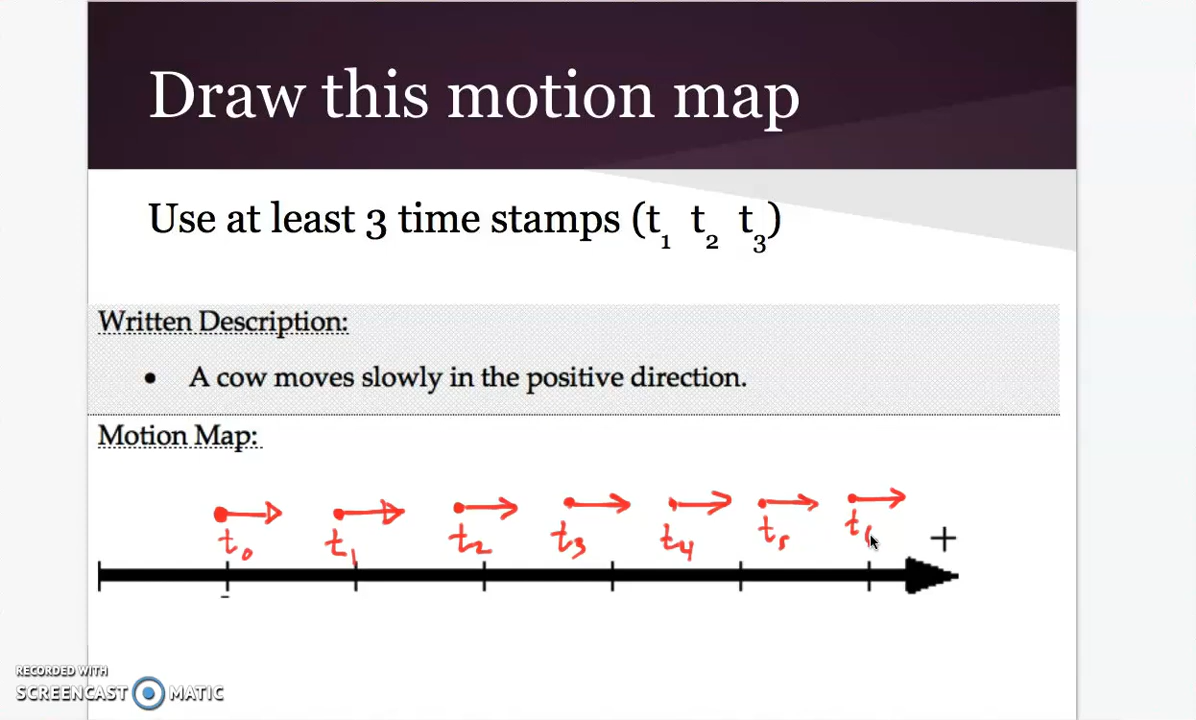 Draw this motion map
Use at least 3 time stamps (t₁ t₂ t₃)
Written Description:
• A cow moves slowly in the positive direction.
Motion Map:
t₀ t₁ t₂ t₃ t₄ t₅
+
RECORDED WITH
SCREENCAST MATIC